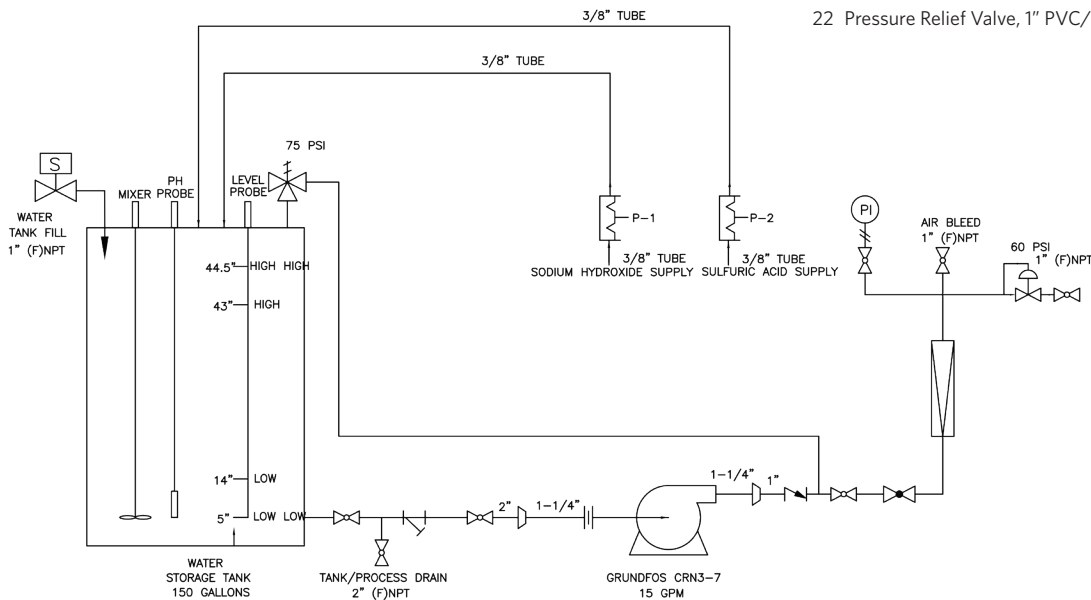 3/8" TUBE
22 Pressure Relief Valve, 1" PVC/
3/8" TUBE
75 PSI
S
MIXER
PH
PROBE
LEVEL
PROBE
WATER
TANK FILL
1" (F)NPT
44.5" HIGH HIGH
43" HIGH
14" LOW
5" LOW LOW
P-1
P-2
3/8" TUBE
SODIUM HYDROXIDE SUPPLY
3/8" TUBE
SULFURIC ACID SUPPLY
PI
AIR BLEED
1" (F)NPT
60 PSI
1" (F)NPT
2"
1-1/4"
1-1/4"
1"
WATER
STORAGE TANK
150 GALLONS
TANK/PROCESS DRAIN
2" (F)NPT
GRUNDFOS CRN3-7
15 GPM